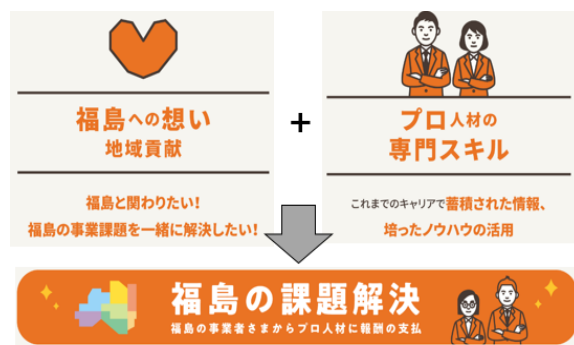 福島への想い
地域貢献
福島と関わりたい！
福島の事業課題を一緒に解決したい！
+
プロ人材の
専門スキル
これまでのキャリアで蓄積された情報、
培ったノウハウの活用
福島の課題解決
福島の事業者さまからプロ人材に報酬の支払